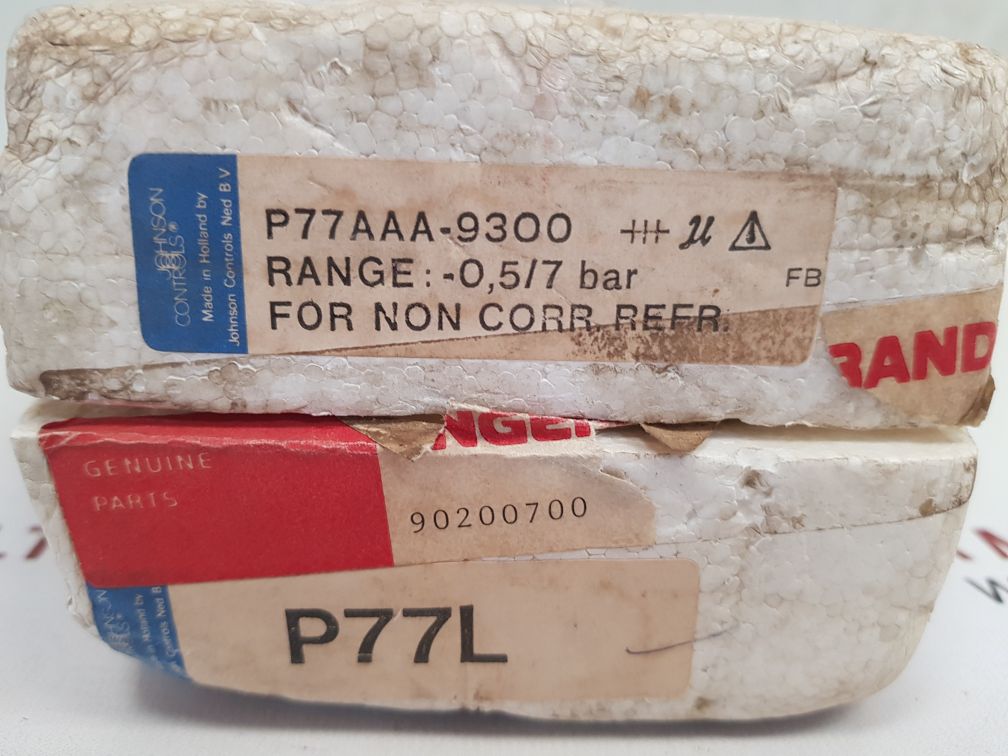 JOHNSON
CONTROLS®
Made in Holland by
Johnson Controls Ned B V
P77AAA-9300
RANGE: -0,5/7 bar
FB
FOR NON CORR. REFR.
RAND
NGER
GENUINE
PARTS
90200700
P77L